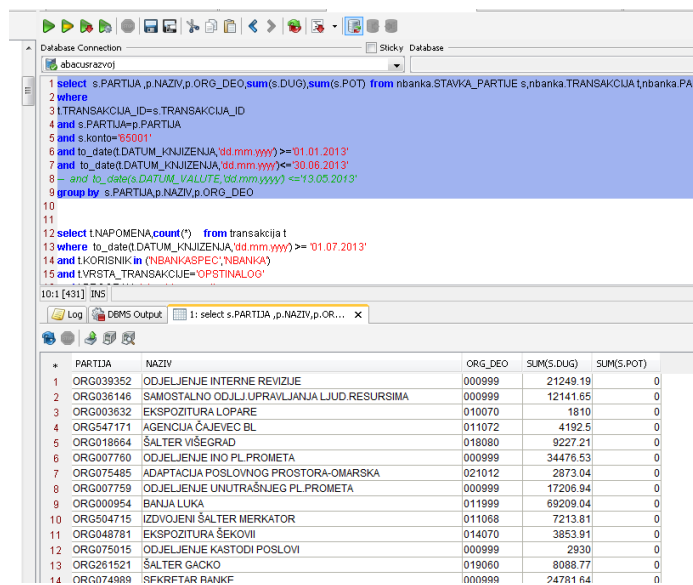 Database Connection Sticky Database
abacusrazvoj
1 select s.PARTIJA ,p.NAZIV,p.ORG_DEO,sum(s.DUG),sum(s.POT) from nbanka.STAVKA_PARTIJE s,nbanka.TRANSAKCIJA t,nbanka.PA
2 where
3 t.TRANSAKCIJA_ID=s.TRANSAKCIJA_ID
4 and s.PARTIJA=p.PARTIJA
5 and s.konto='65001'
6 and to_date(t.DATUM_KNJIZENJA,'dd.mm.yyyy') >='01.01.2013'
7 and to_date(t.DATUM_KNJIZENJA,'dd.mm.yyyy')<='30.06.2013'
8 -- and to_date(s.DATUM_VALUTE,'dd.mm.yyyy') <='13.05.2013'
9 group by s.PARTIJA,p.NAZIV,p.ORG_DEO
10
11
12 select t.NAPOMENA,count(*) from transakcija t
13 where to_date(t.DATUM_KNJIZENJA,'dd.mm.yyyy') >= '01.07.2013'
14 and t.KORISNIK in ('NBANKASPEC','NBANKA')
15 and t.VRSTA_TRANSAKCIJE='OPSTINALOG'
10:1 [431] INS
Log DBMS Output 1: select s.PARTIJA ,p.NAZIV,p.OR... x
* PARTIJA NAZIV ORG_DEO SUM(S.DUG) SUM(S.POT)
1 ORG039352 ODJELJENJE INTERNE REVIZIJE 000999 21249.19 0
2 ORG036146 SAMOSTALNO ODJLJ.UPRAVLJANJA LJUD.RESURSIMA 000999 12141.65 0
3 ORG003632 EKSPOZITURA LOPARE 010070 1810 0
4 ORG547171 AGENCIJA ČAJEVEC BL 011072 4192.5 0
5 ORG018664 ŠALTER VIŠEGRAD 018080 9227.21 0
6 ORG007760 ODJELJENJE INO PL.PROMETA 000999 34476.53 0
7 ORG075485 ADAPTACIJA POSLOVNOG PROSTORA-OMARSKA 021012 2873.04 0
8 ORG007759 ODJELJENJE UNUTRAŠNJEG PL.PROMETA 000999 17206.94 0
9 ORG000954 BANJA LUKA 011999 69209.04 0
10 ORG504715 IZDVOJENI ŠALTER MERKATOR 011068 7213.81 0
11 ORG048781 EKSPOZITURA ŠEKOVII 014070 3853.91 0
12 ORG075015 ODJELJENJE KASTODI POSLOVI 000999 2930 0
13 ORG261521 ŠALTER GACKO 019060 8088.77 0
14 ORG074989 SEKRETAR BANKE 000999 24781.64 0